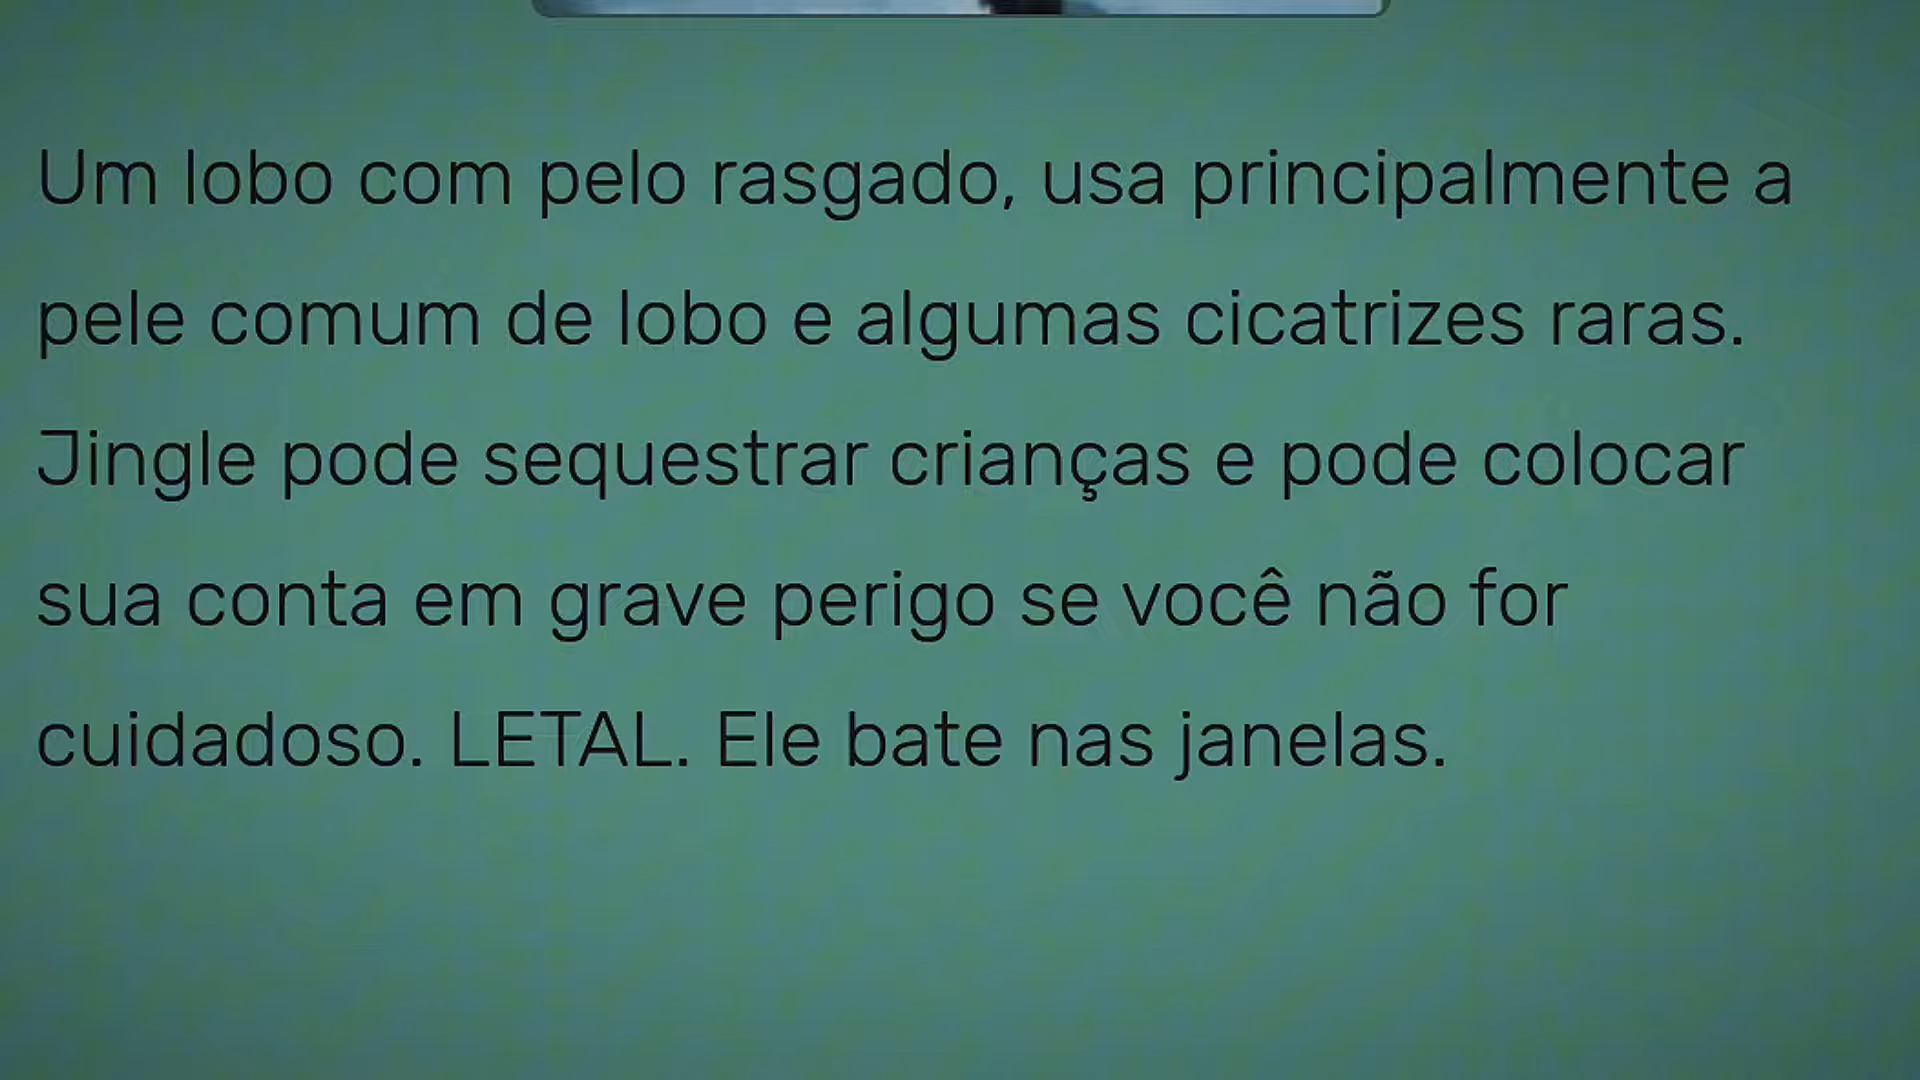 Um lobo com pelo rasgado, usa principalmente a
pele comum de lobo e algumas cicatrizes raras.
Jingle pode sequestrar crianças e pode colocar
sua conta em grave perigo se você não for
cuidadoso. LETAL. Ele bate nas janelas.